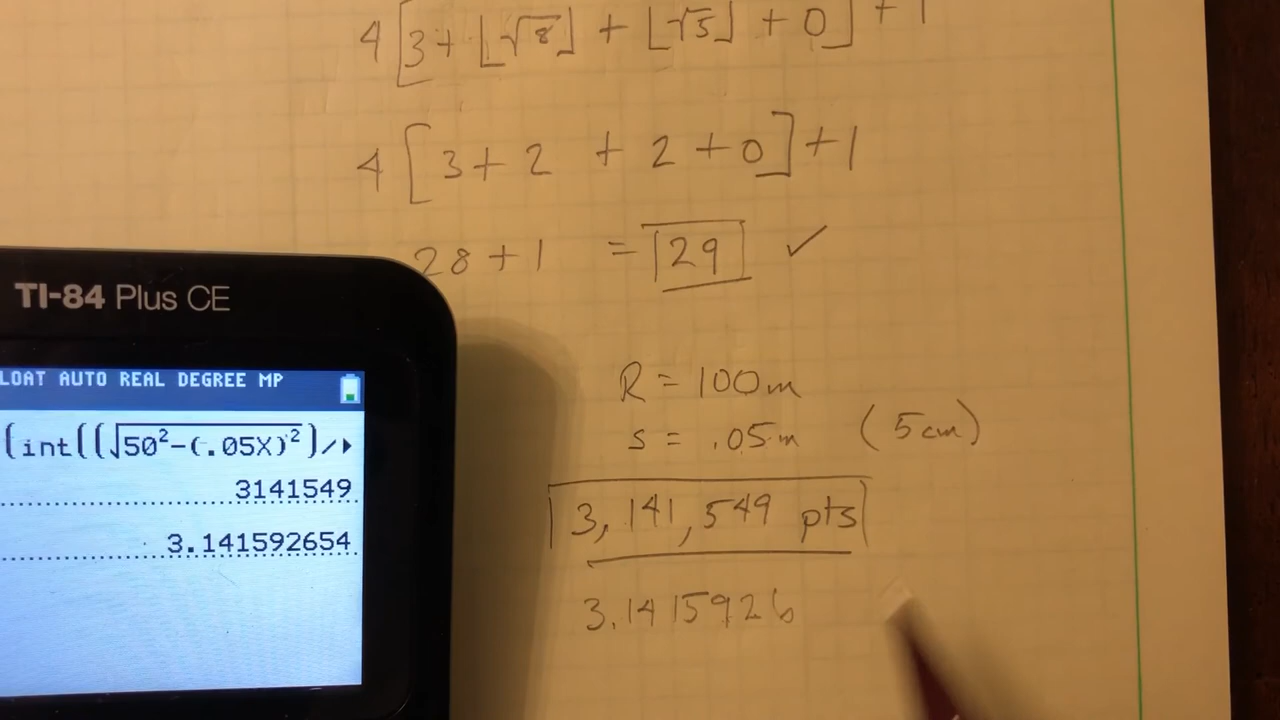 4[3+⌊√8⌋ + ⌊√5⌋ + 0] + 1
4[3+2 + 2+0]+1
28+1 = 29 ✓
TI-84 Plus CE
LOAT AUTO REAL DEGREE MP
(int((√50²-(.05X)²)/▸
3141549
3.141592654
R = 100m
s = .05m (5cm)
3,141,549 pts
3.1415926